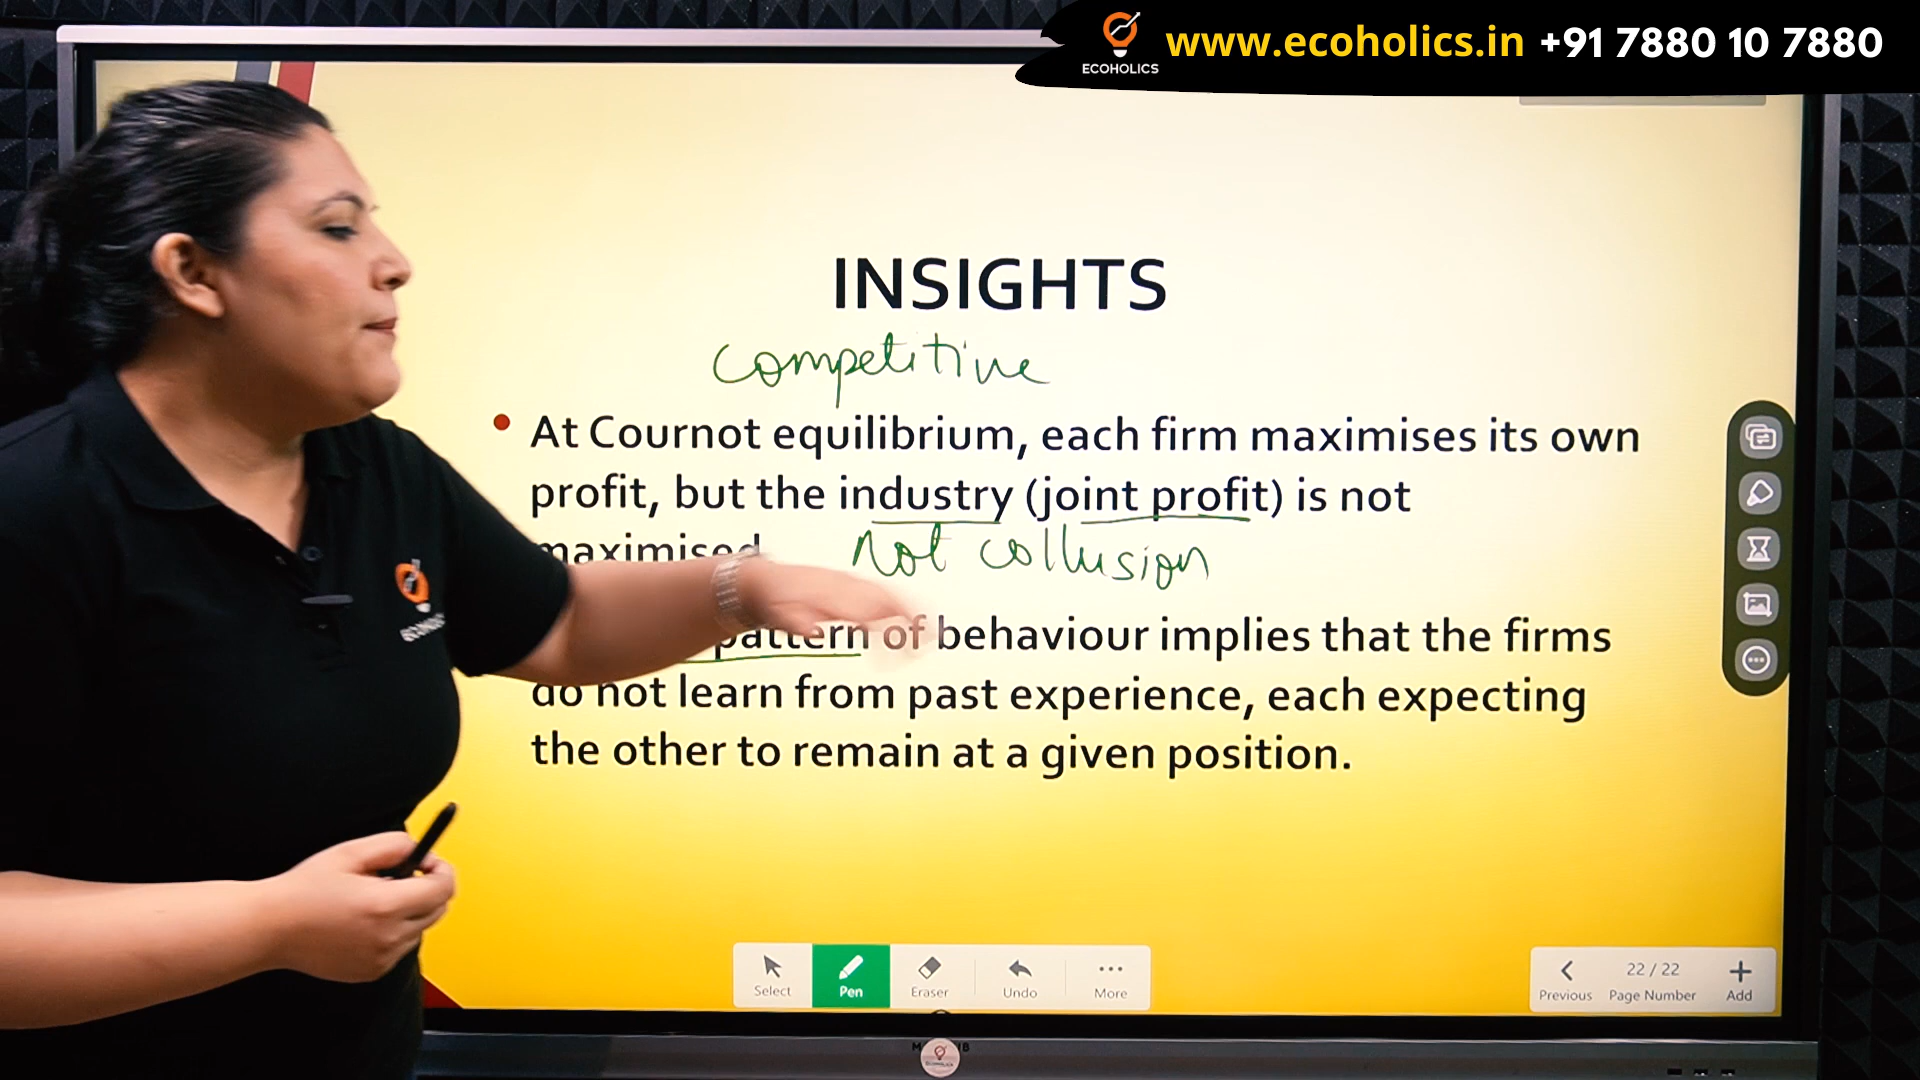 www.ecoholics.in +91 7880 10 7880
ECOHOLICS
INSIGHTS
competitive
• At Cournot equilibrium, each firm maximises its own
profit, but the industry (joint profit) is not
maximised
not collusion
pattern of behaviour implies that the firms
do not learn from past experience, each expecting
the other to remain at a given position.
Select Pen Eraser Undo More
22 / 22
Previous Page Number Add